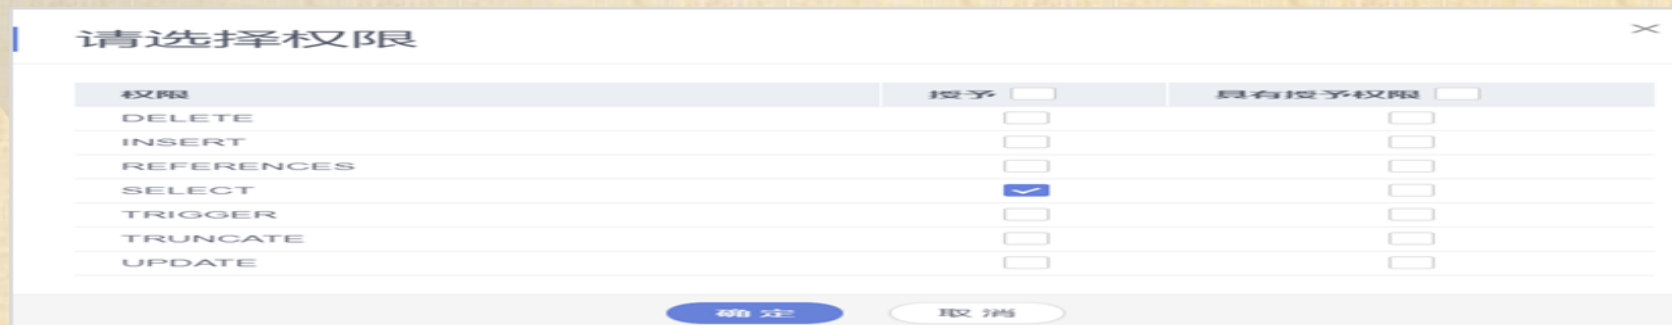 请选择权限
权限 授予 具有授予权限
DELETE
INSERT
REFERENCES
SELECT
TRIGGER
TRUNCATE
UPDATE
确定 取消